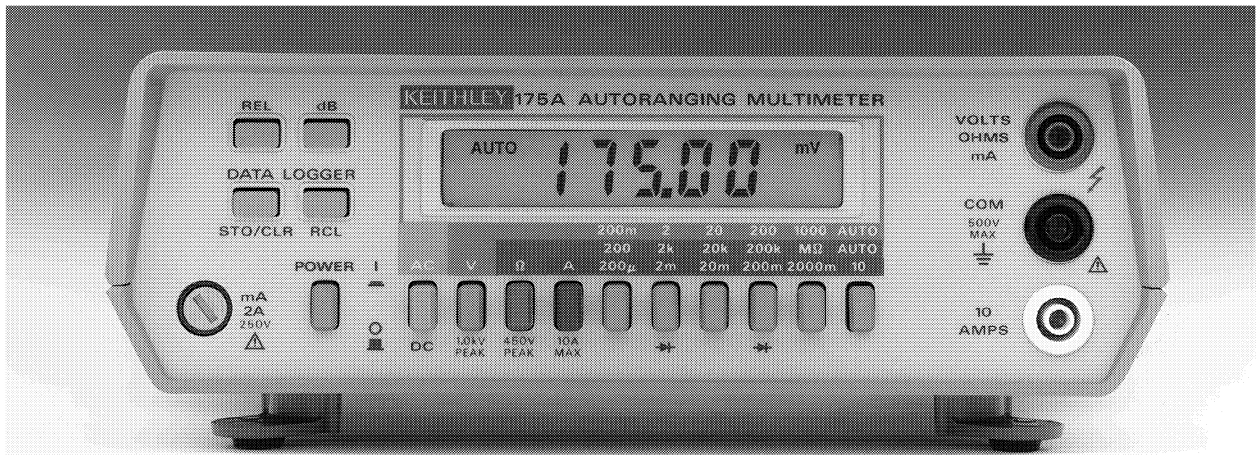 KEITHLEY 175A AUTORANGING MULTIMETER
REL dB
AUTO 175.00 mV
DATA LOGGER
STO/CLR RCL
POWER I
O
mA
2A
250V
200m 2 20 200 1000 AUTO
200 2k 20k 200k MΩ AUTO
AC V Ω A 200μ 2m 20m 200m 2000m 10
DC 1.0kV PEAK 450V PEAK 10A MAX
VOLTS
OHMS
mA
COM
500V
MAX
10
AMPS